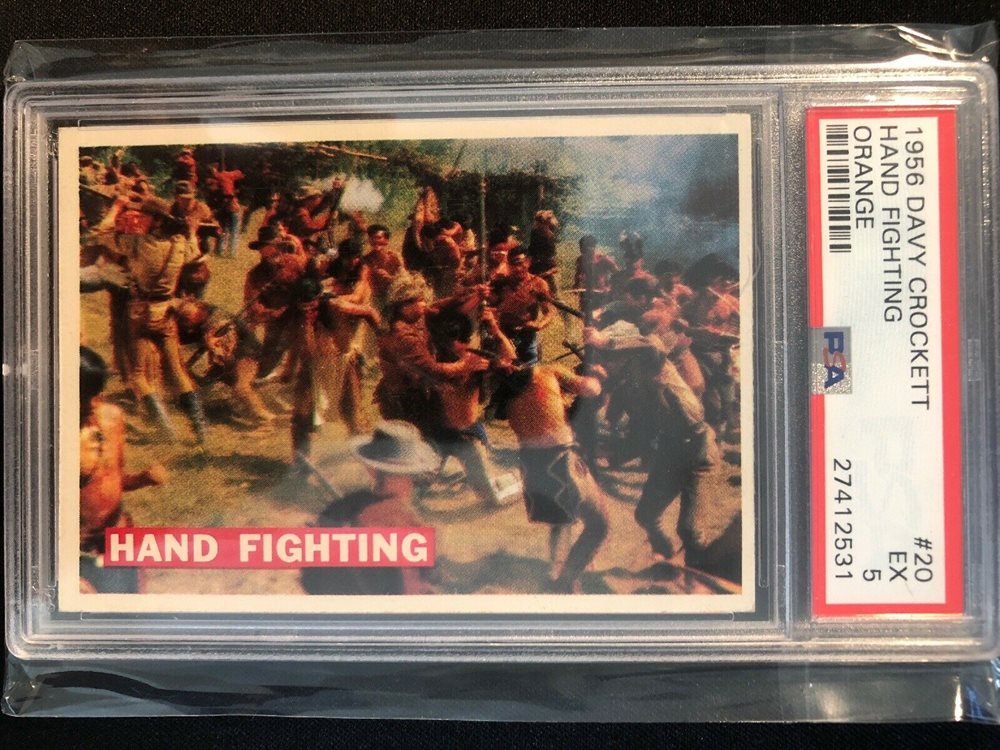 HAND FIGHTING
1956 DAVY CROCKETT
#20
HAND FIGHTING
EX
ORANGE
5
27412531
PSA